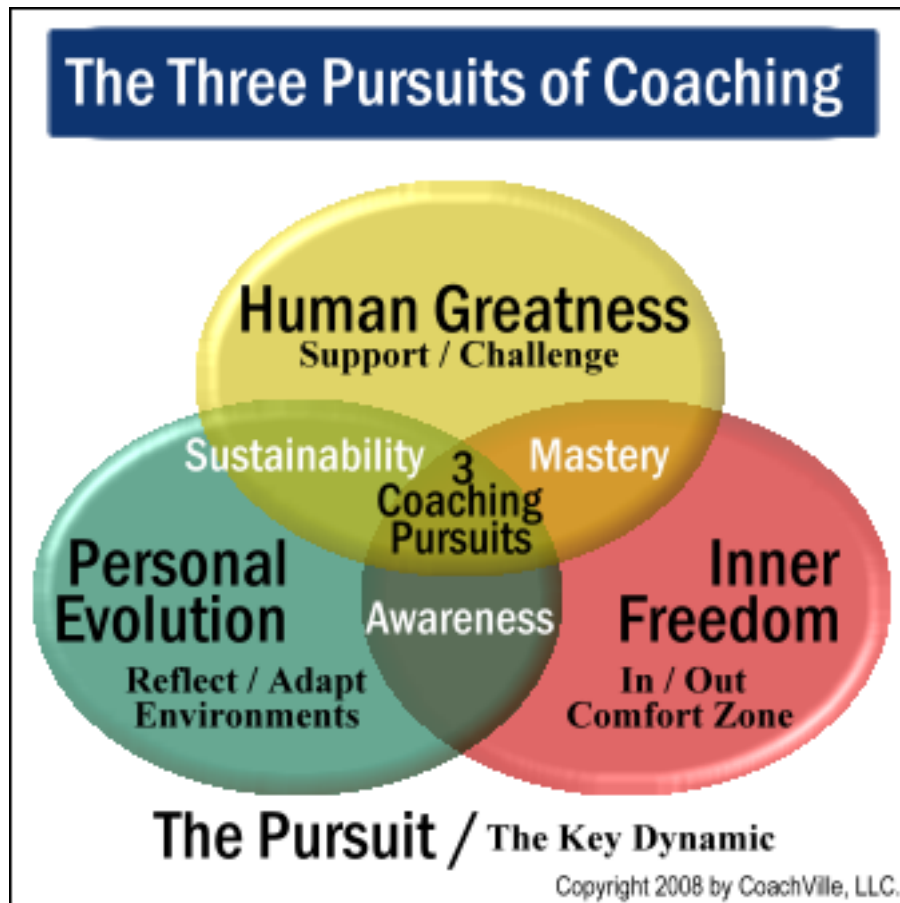 The Three Pursuits of Coaching
Human Greatness
Support / Challenge
Sustainability
Mastery
3
Coaching
Pursuits
Personal
Evolution
Reflect / Adapt
Environments
Awareness
Inner
Freedom
In / Out
Comfort Zone
The Pursuit / The Key Dynamic
Copyright 2008 by CoachVille, LLC.